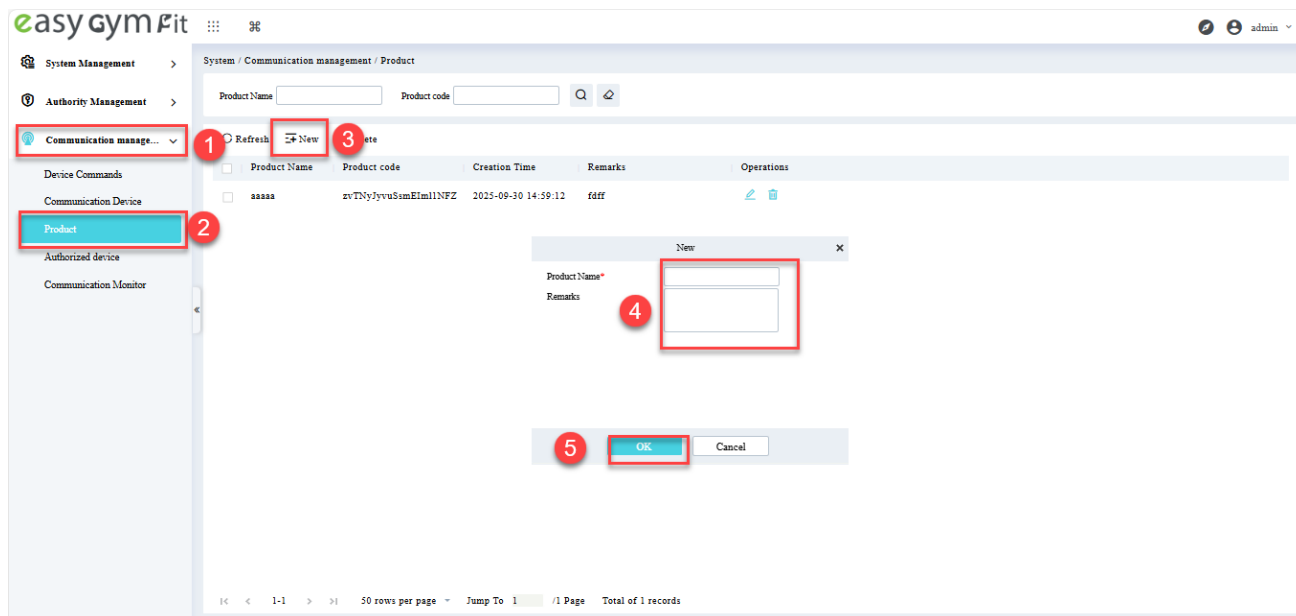 easy GymFit
admin
System Management
Authority Management
Communication manage...
Device Commands
Communication Device
Product
Authorized device
Communication Monitor
System / Communication management / Product
Product Name
Product code
1
Refresh
New
3
ete
Product Name Product code Creation Time Remarks Operations
aaaaa zvTNyJyvuSsmEIml1NFZ 2025-09-30 14:59:12 fdff
2
New
Product Name*
Remarks
4
5
OK
Cancel
1-1 50 rows per page Jump To 1 /1 Page Total of 1 records